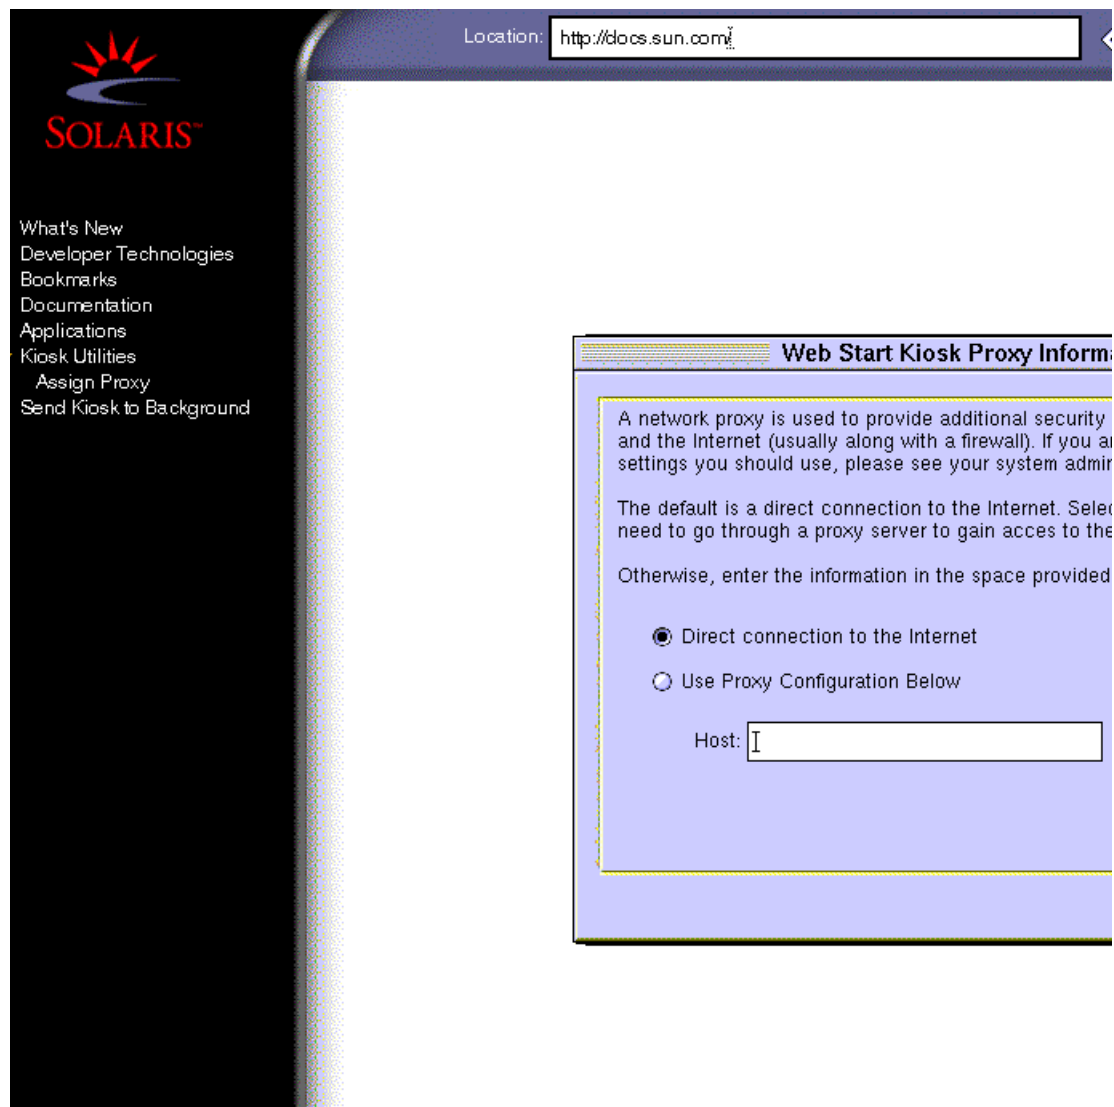 Location: http://docs.sun.com/
SOLARIS™
What's New
Developer Technologies
Bookmarks
Documentation
Applications
Kiosk Utilities
Assign Proxy
Send Kiosk to Background
Web Start Kiosk Proxy Informa
A network proxy is used to provide additional security
and the Internet (usually along with a firewall). If you
settings you should use, please see your system admin
The default is a direct connection to the Internet. Selec
need to go through a proxy server to gain acces to the
Otherwise, enter the information in the space provided
Direct connection to the Internet
Use Proxy Configuration Below
Host: